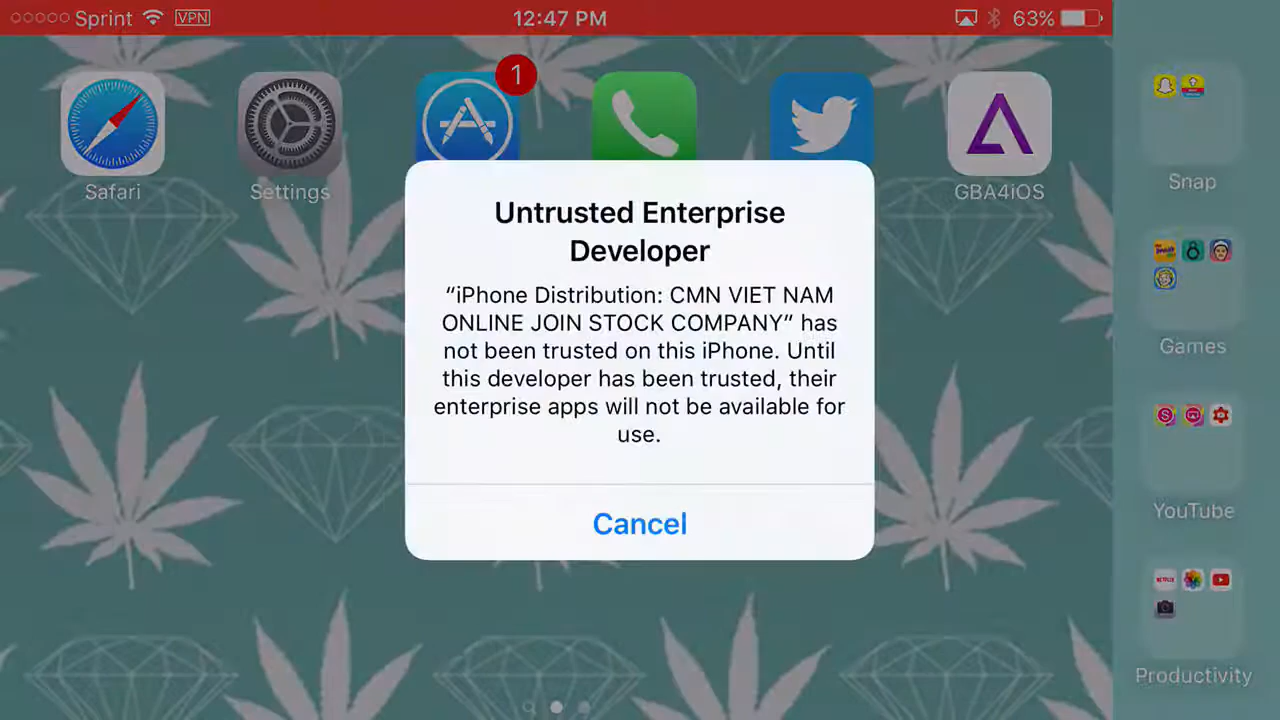 Sprint VPN 12:47 PM 63%
1
Safari Settings GBA4iOS
Snap
Untrusted Enterprise
Developer
“iPhone Distribution: CMN VIET NAM
ONLINE JOIN STOCK COMPANY” has
not been trusted on this iPhone. Until
this developer has been trusted, their
enterprise apps will not be available for
use.
Cancel
Games
YouTube
NETFLIX
Productivity